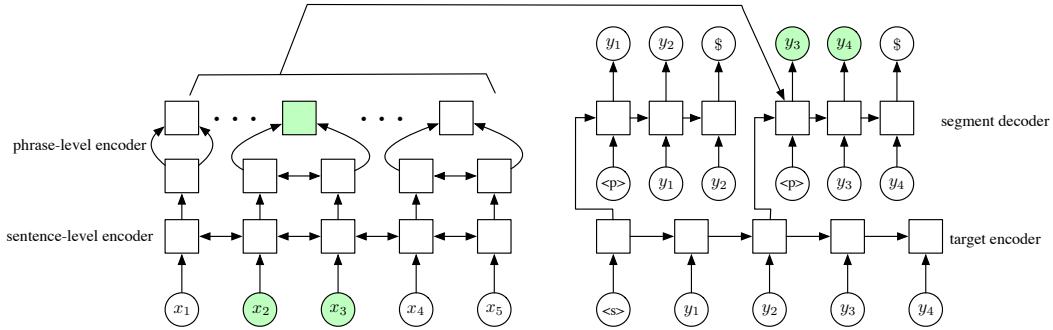 y1 y2 $ y3 y4 $
. . . . . .
segment decoder
phrase-level encoder
<p> y1 y2 <p> y3 y4
sentence-level encoder
target encoder
x1 x2 x3 x4 x5 <s> y1 y2 y3 y4